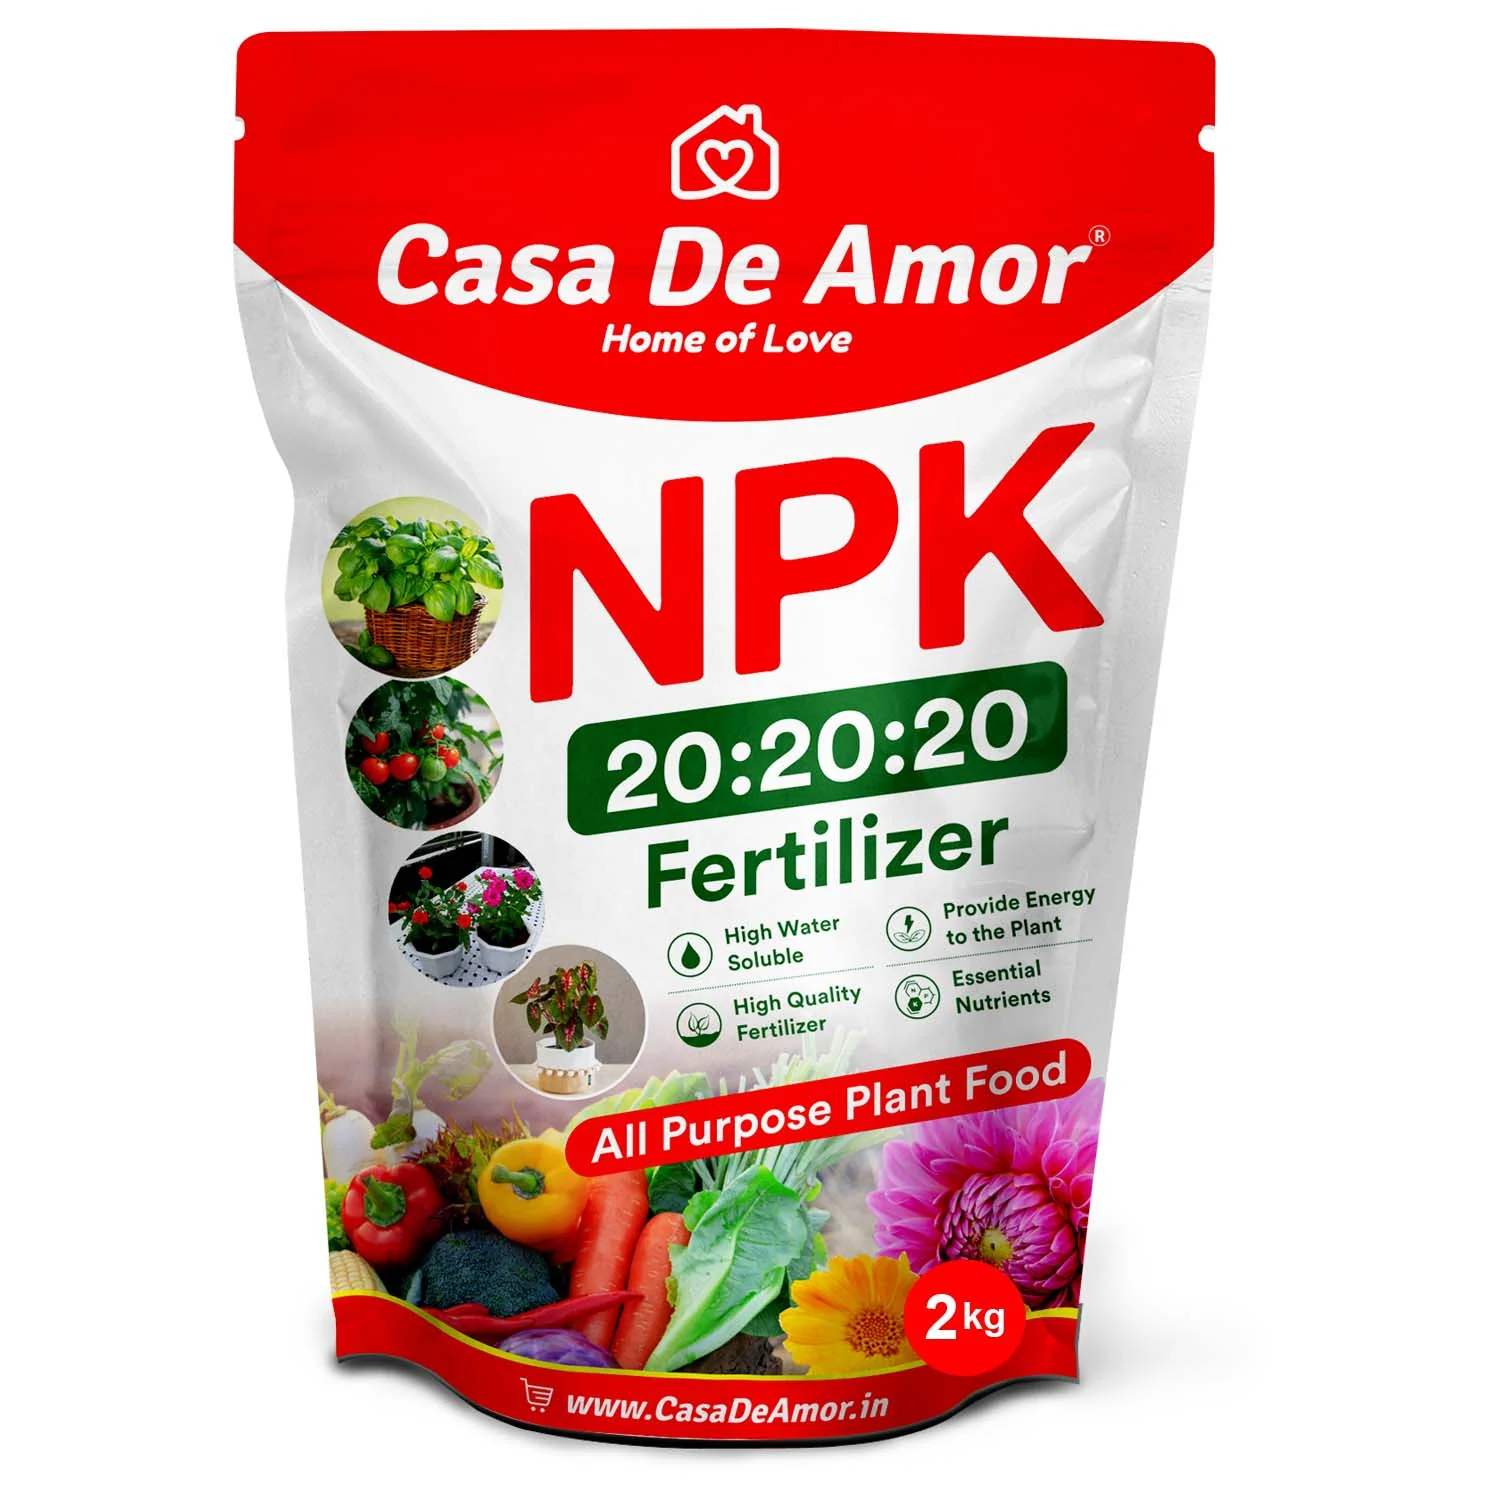 Casa De Amor®
Home of Love
NPK
20:20:20
Fertilizer
High Water
Soluble
Provide Energy
to the Plant
High Quality
Fertilizer
Essential
Nutrients
N
P
K
All Purpose Plant Food
2kg
www.CasaDeAmor.in